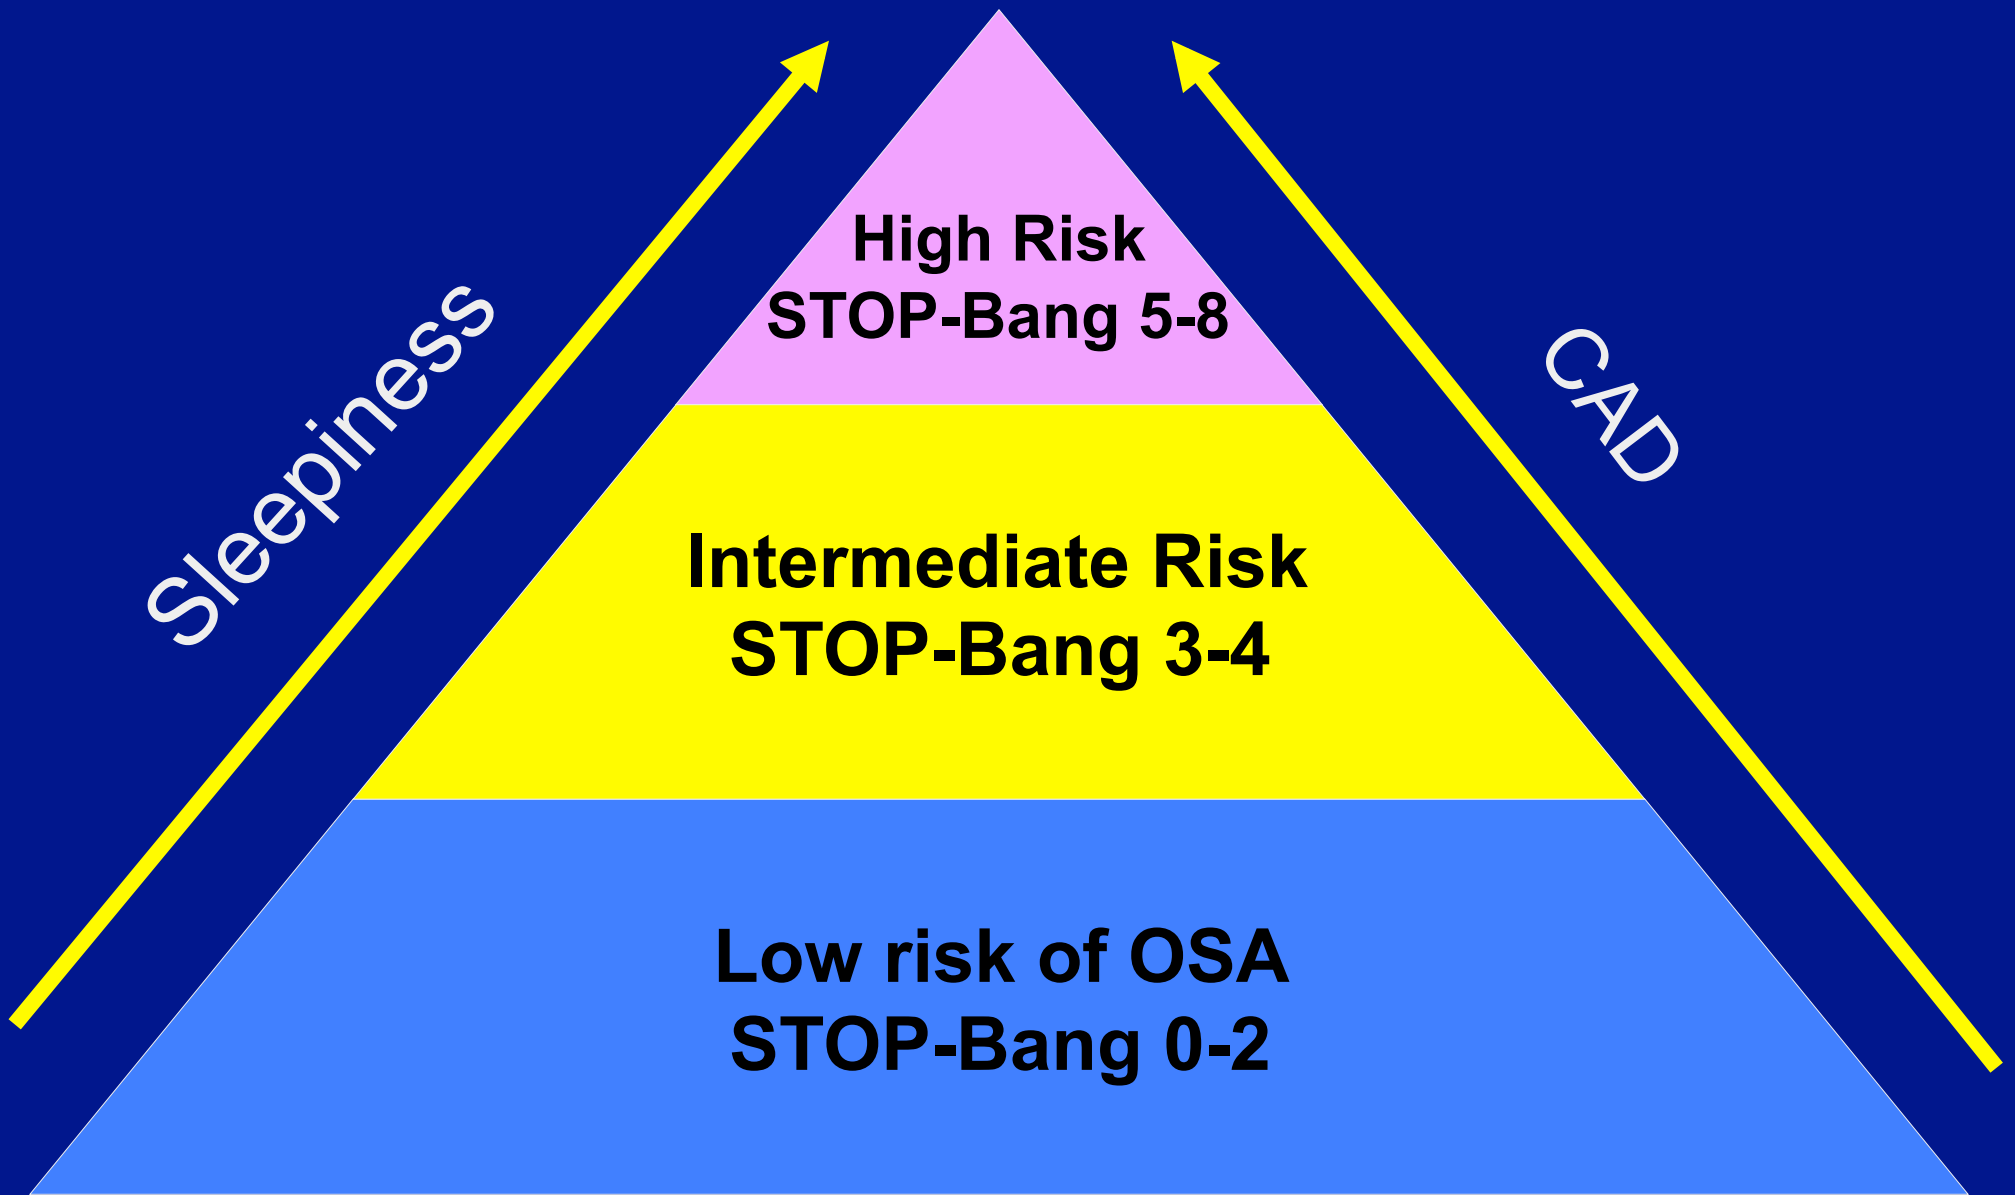 High Risk
STOP-Bang 5-8
Sleepiness
CAD
Intermediate Risk
STOP-Bang 3-4
Low risk of OSA
STOP-Bang 0-2